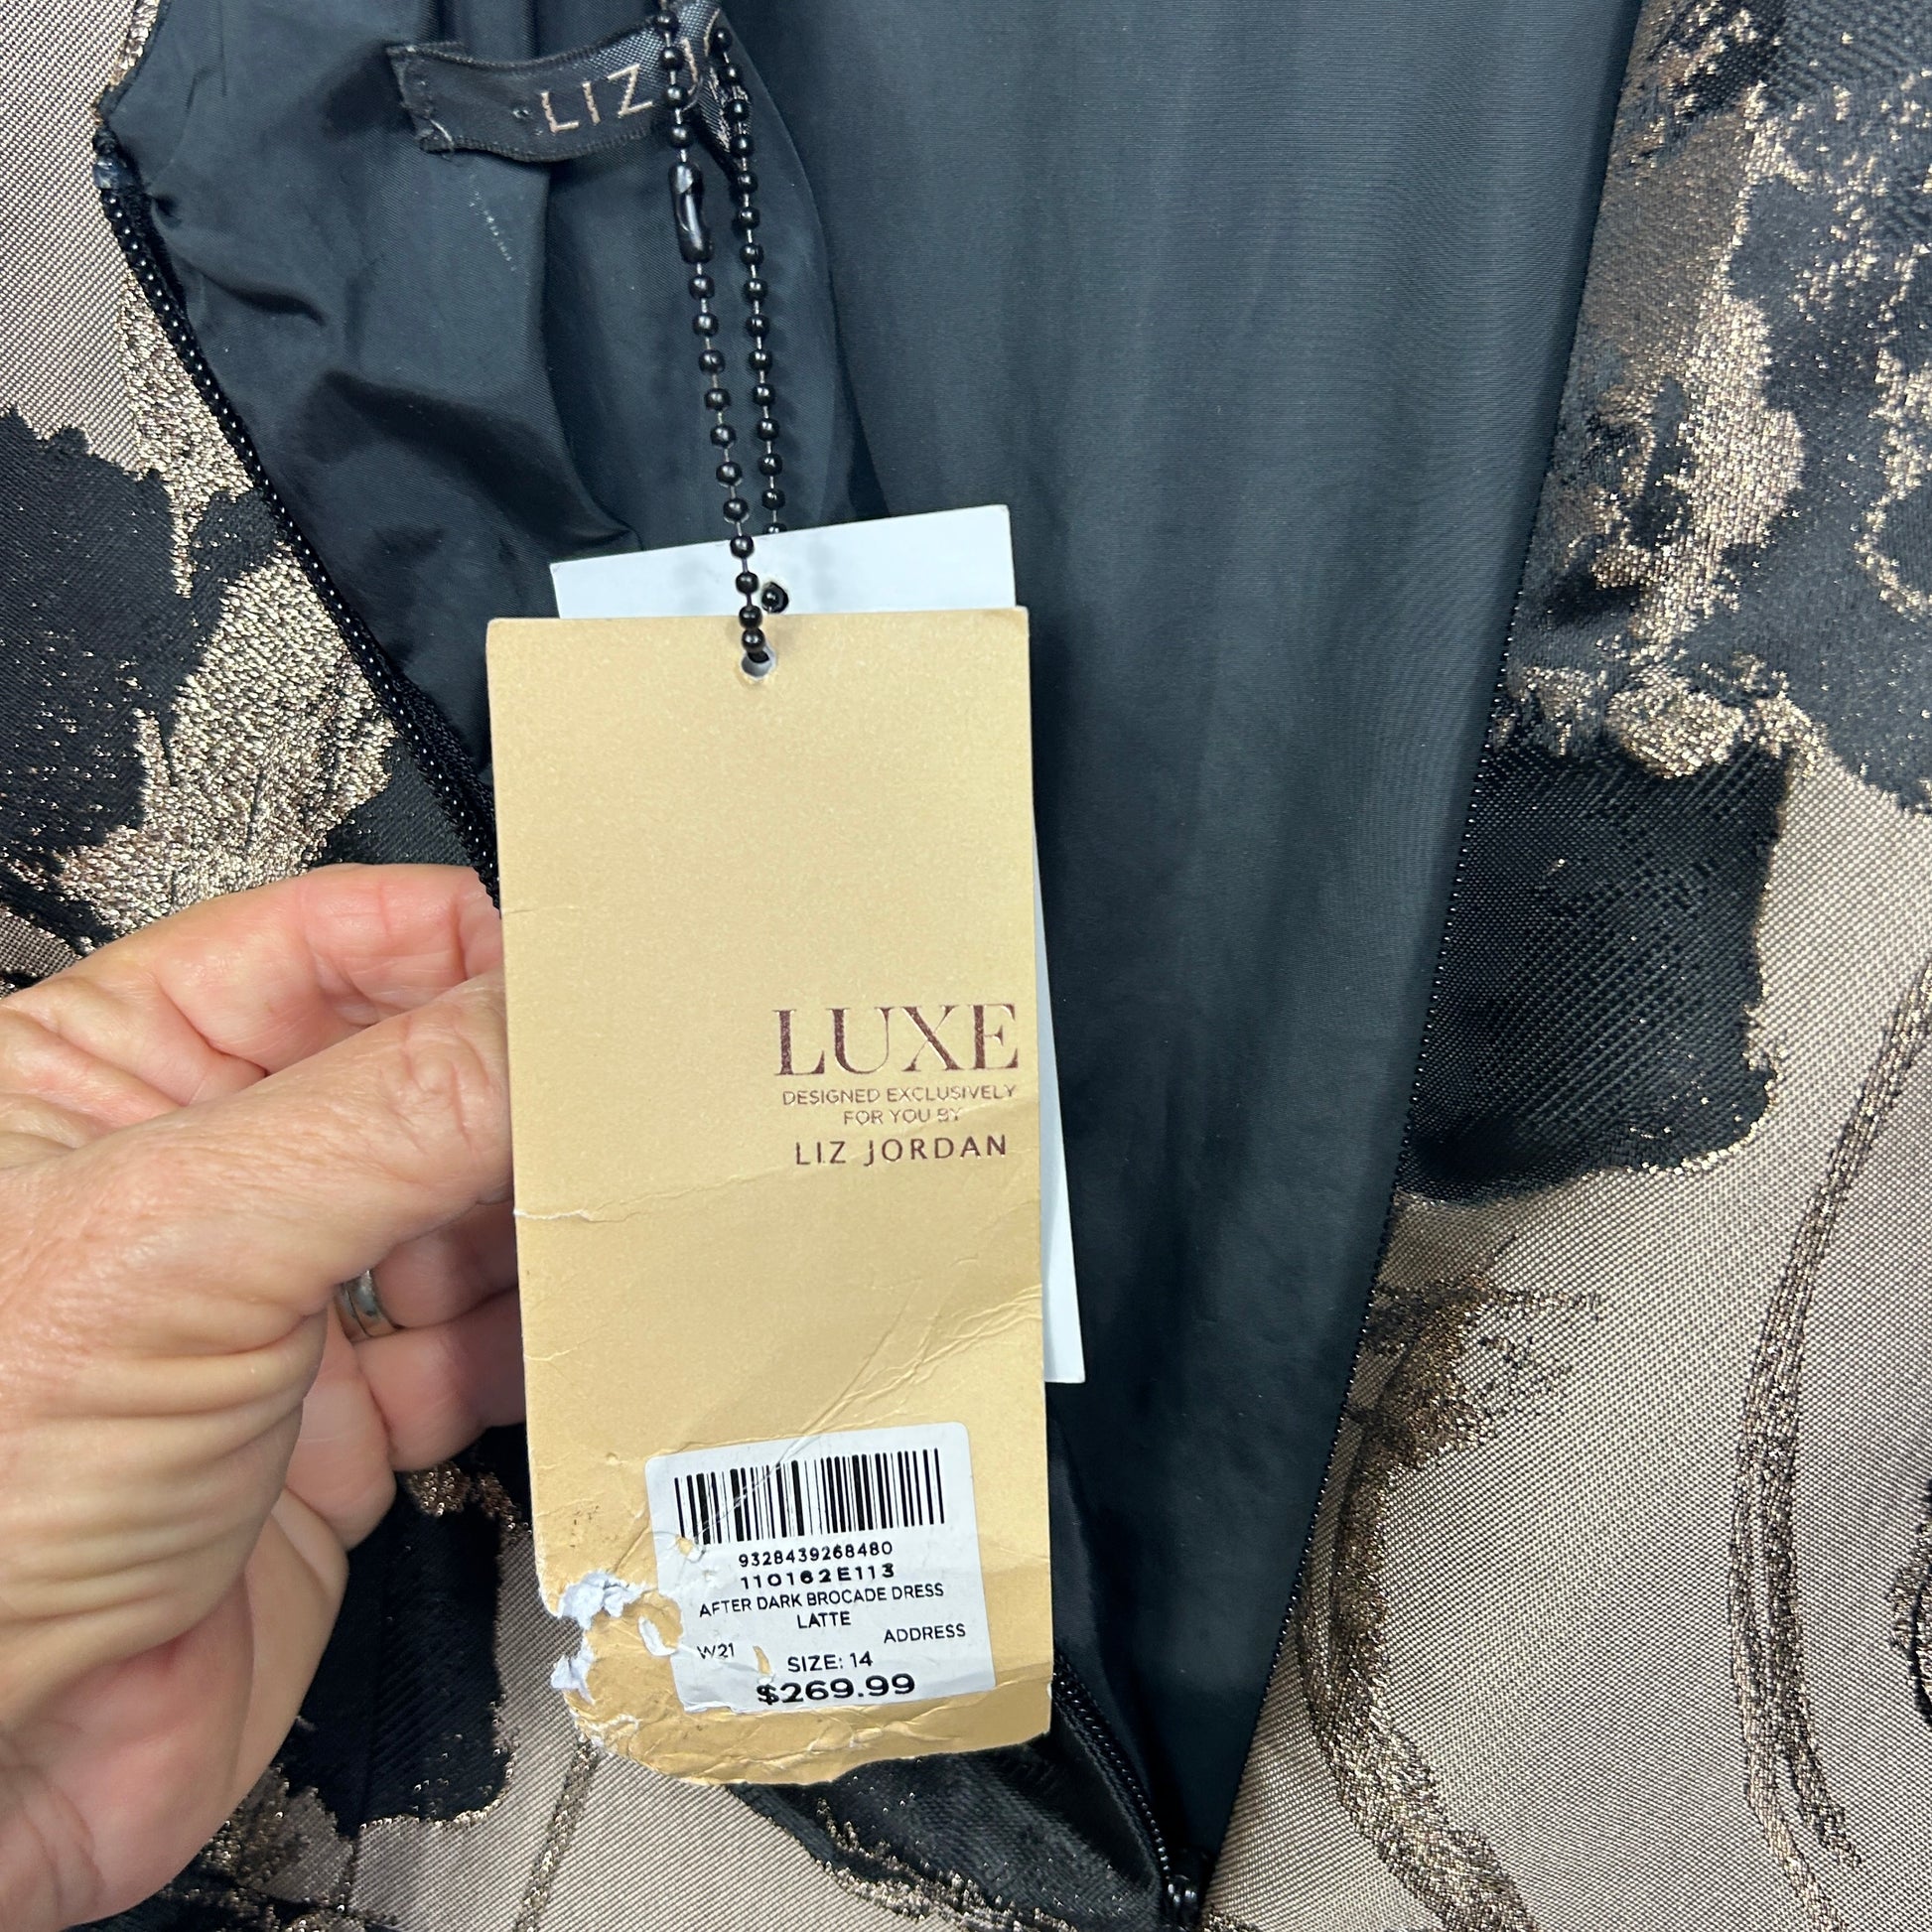 LIZ
LUXE
DESIGNED EXCLUSIVELY
FOR YOU BY
LIZ JORDAN
9328439268480
110162E113
AFTER DARK BROCADE DRESS
LATTE
W21 ADDRESS
SIZE: 14
$269.99